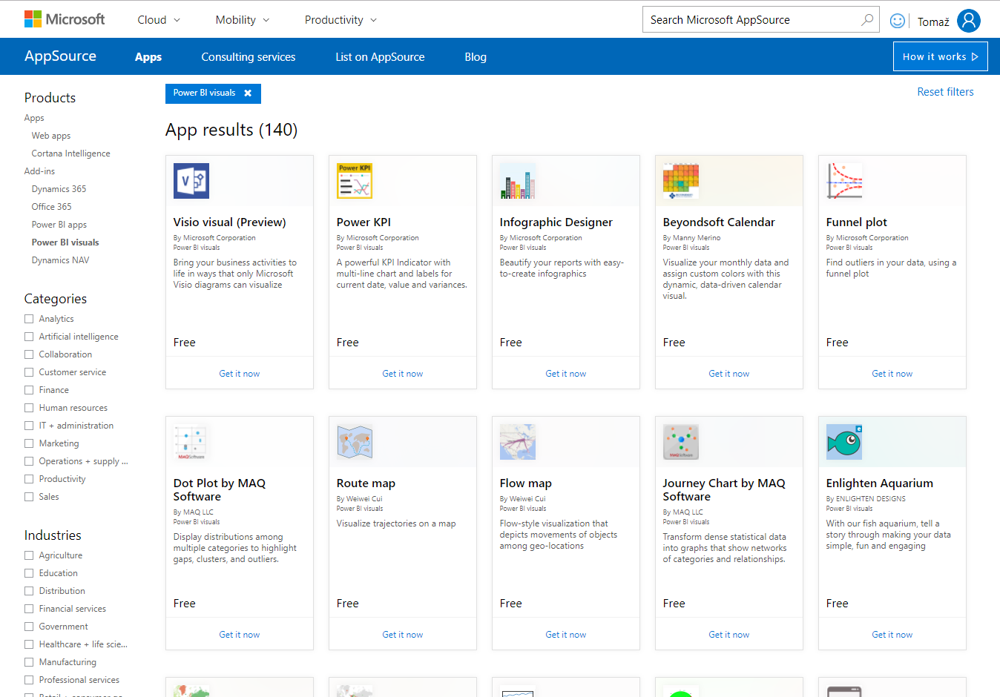 Microsoft
Cloud
Mobility
Productivity
Search Microsoft AppSource
Tomaž
AppSource
Apps
Consulting services
List on AppSource
Blog
How it works
Products
Apps
Web apps
Cortana Intelligence
Add-ins
Dynamics 365
Office 365
Power BI apps
Power BI visuals
Dynamics NAV
Categories
Analytics
Artificial intelligence
Collaboration
Customer service
Finance
Human resources
IT + administration
Marketing
Operations + supply ...
Productivity
Sales
Industries
Agriculture
Education
Distribution
Financial services
Government
Healthcare + life scie...
Manufacturing
Professional services
Power BI visuals
Reset filters
App results (140)
V
Visio visual (Preview)
By Microsoft Corporation
Power BI visuals
Bring your business activities to
life in ways that only Microsoft
Visio diagrams can visualize
Free
Get it now
Power KPI
Power KPI
By Microsoft Corporation
Power BI visuals
A powerful KPI Indicator with
multi-line chart and labels for
current date, value and variances.
Free
Get it now
Infographic Designer
By Microsoft Corporation
Power BI visuals
Beautify your reports with easy-
to-create infographics
Free
Get it now
Beyondsoft Calendar
By Manny Merino
Power BI visuals
Visualize your monthly data and
assign custom colors with this
dynamic, data-driven calendar
visual.
Free
Get it now
Funnel plot
By Microsoft Corporation
Power BI visuals
Find outliers in your data, using a
funnel plot
Free
Get it now
MAQSoftware
Dot Plot by MAQ
Software
By MAQ LLC
Power BI visuals
Display distributions among
multiple categories to highlight
gaps, clusters, and outliers.
Free
Get it now
Route map
By Weiwei Cui
Power BI visuals
Visualize trajectories on a map
Free
Get it now
Flow map
By Weiwei Cui
Power BI visuals
Flow-style visualization that
depicts movements of objects
among geo-locations
Free
Get it now
MAQSoftware
Journey Chart by MAQ
Software
By MAQ LLC
Power BI visuals
Transform dense statistical data
into graphs that show networks
of categories and relationships.
Free
Get it now
e
Enlighten Aquarium
By ENLIGHTEN DESIGNS
Power BI visuals
With our fish aquarium, tell a
story through making your data
simple, fun and engaging
Free
Get it now